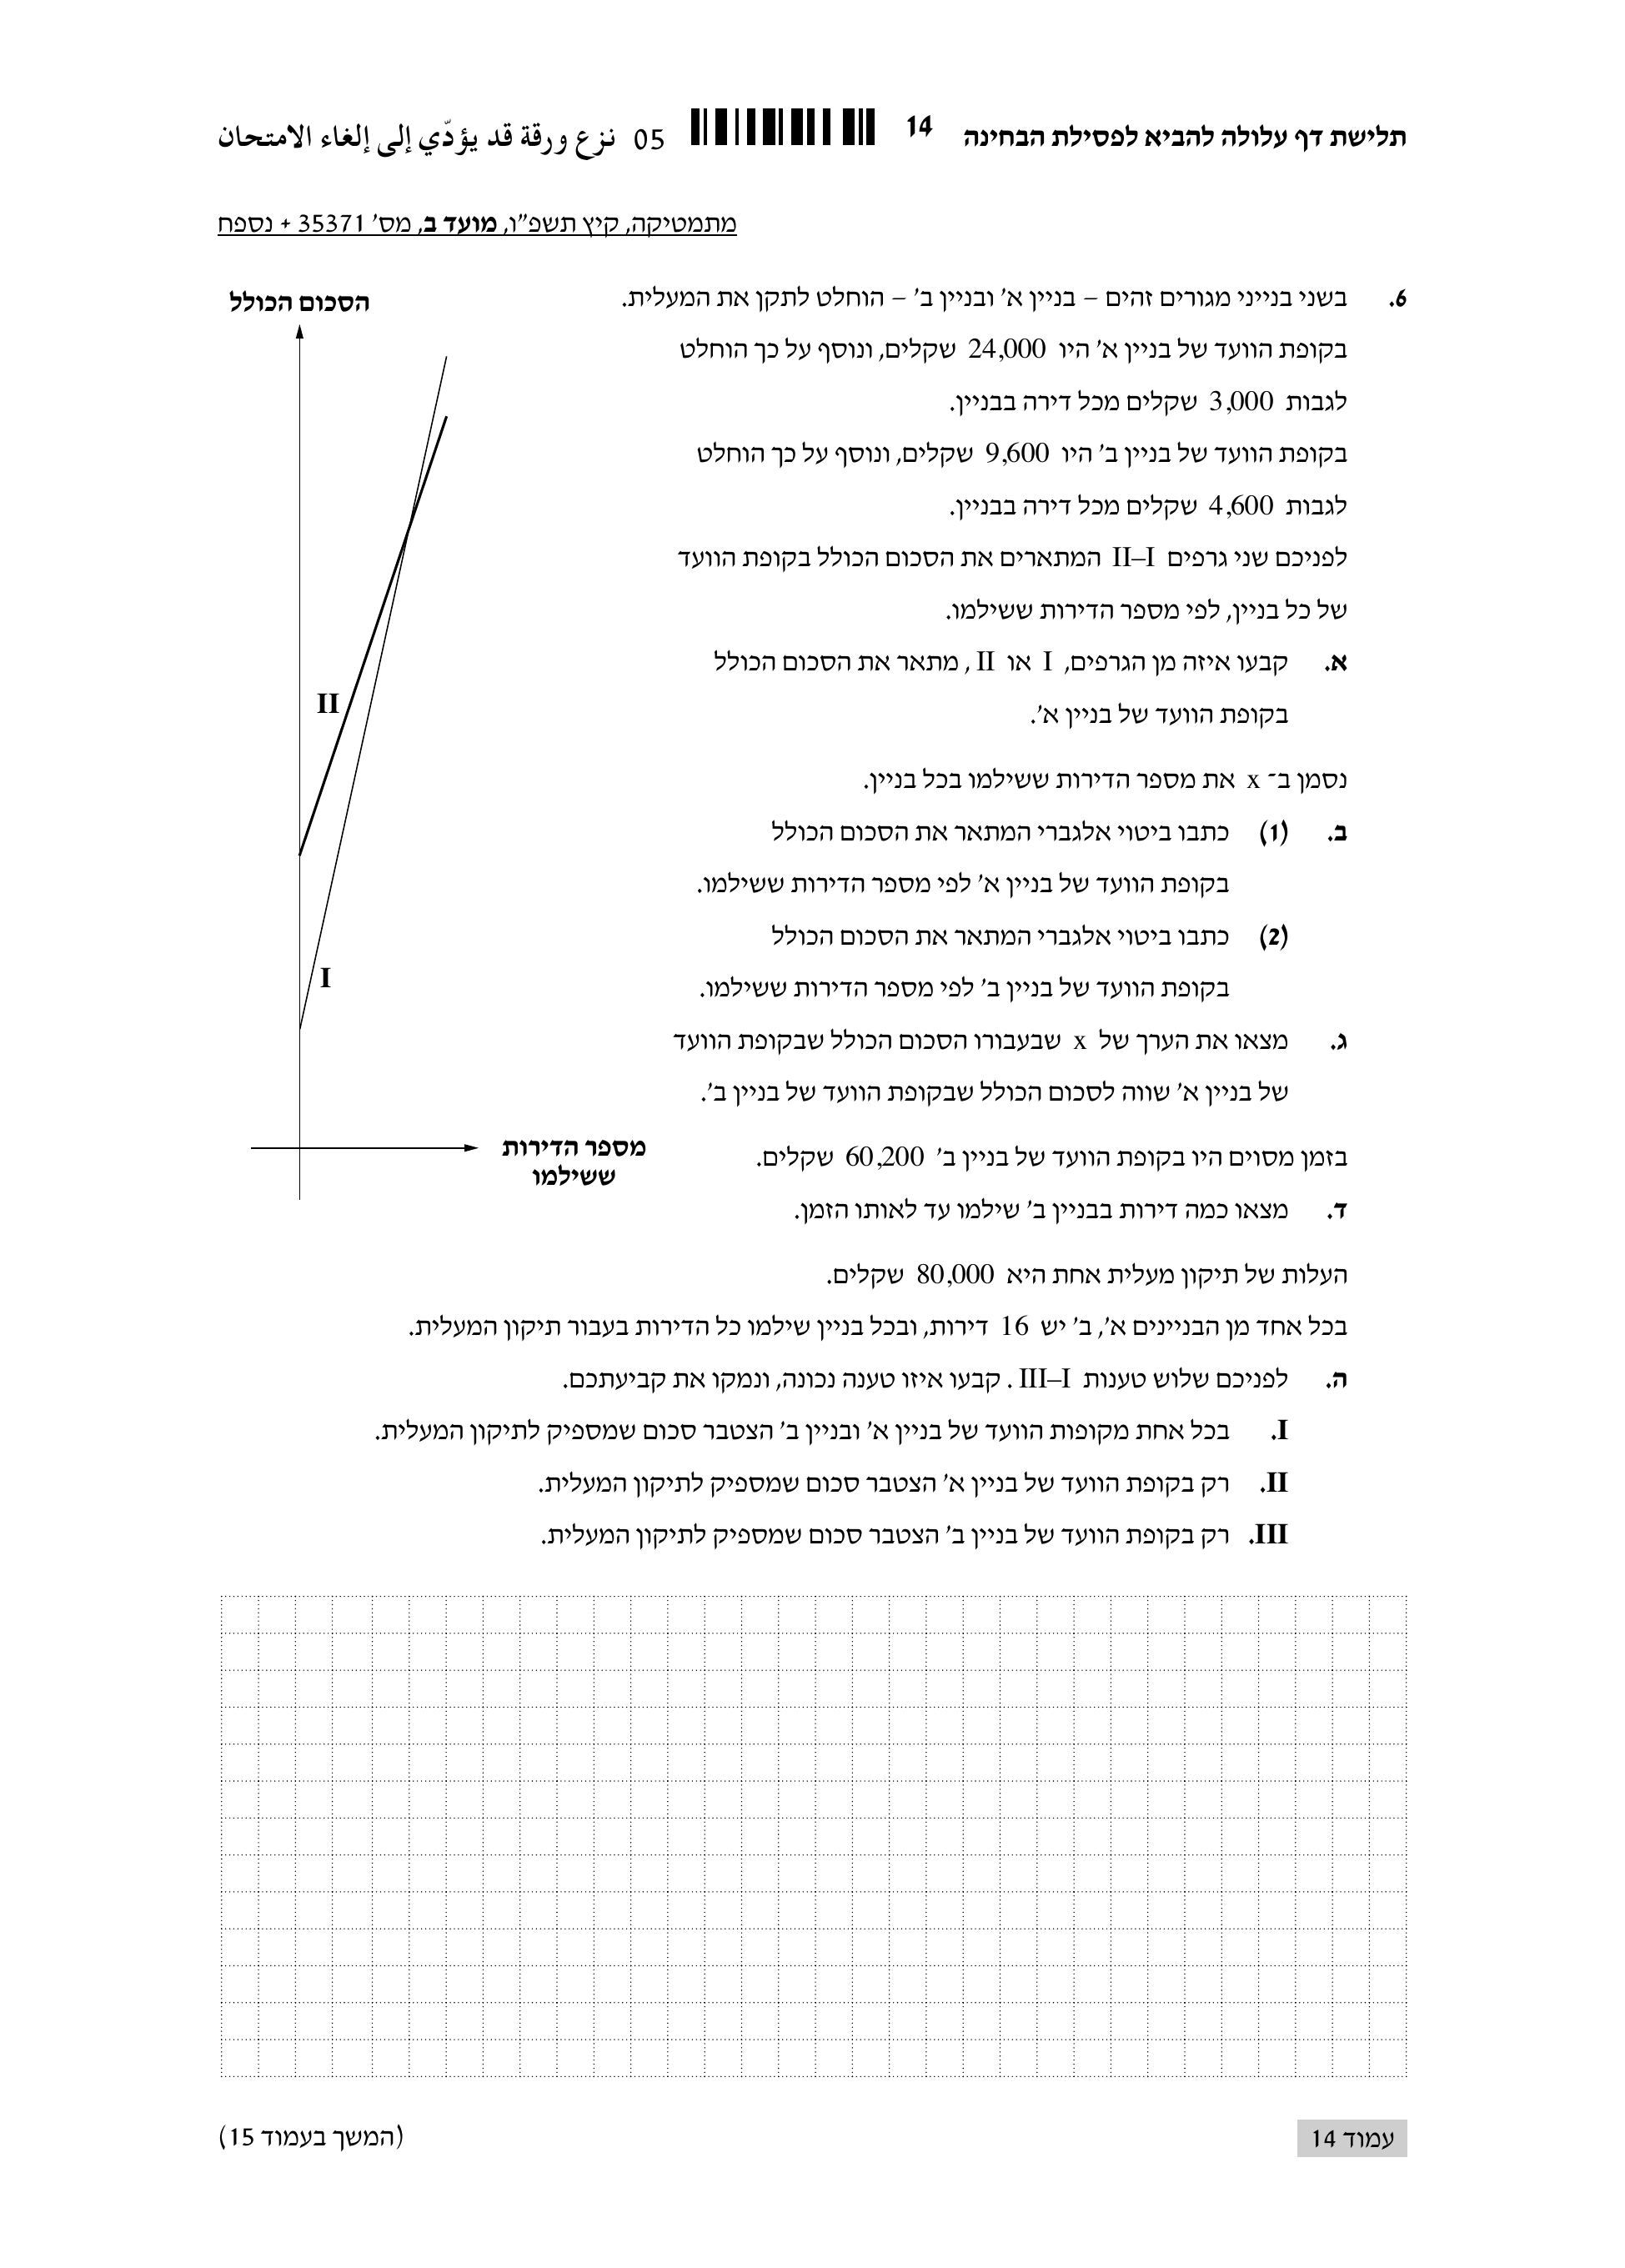 תלישת דף עלולה להביא לפסילת הבחינה 14 05 نزع ورقة قد يؤدّي إلى إلغاء الامتحان
מתמטיקה, קיץ תשפ"ו, מועד ב, מס' 35371 + נספח
6. בשני בנייני מגורים זהים – בניין א' ובניין ב' – הוחלט לתקן את המעלית.
בקופת הוועד של בניין א' היו 24,000 שקלים, ונוסף על כך הוחלט
לגבות 3,000 שקלים מכל דירה בבניין.
בקופת הוועד של בניין ב' היו 9,600 שקלים, ונוסף על כך הוחלט
לגבות 4,600 שקלים מכל דירה בבניין.
לפניכם שני גרפים I–II המתארים את הסכום הכולל בקופת הוועד
של כל בניין, לפי מספר הדירות ששילמו.
א. קבעו איזה מן הגרפים, I או II, מתאר את הסכום הכולל
בקופת הוועד של בניין א'.
נסמן ב־ x את מספר הדירות ששילמו בכל בניין.
ב. (1) כתבו ביטוי אלגברי המתאר את הסכום הכולל
בקופת הוועד של בניין א' לפי מספר הדירות ששילמו.
(2) כתבו ביטוי אלגברי המתאר את הסכום הכולל
בקופת הוועד של בניין ב' לפי מספר הדירות ששילמו.
ג. מצאו את הערך של x שבעבורו הסכום הכולל שבקופת הוועד
של בניין א' שווה לסכום הכולל שבקופת הוועד של בניין ב'.
בזמן מסוים היו בקופת הוועד של בניין ב' 60,200 שקלים.
ד. מצאו כמה דירות בבניין ב' שילמו עד לאותו הזמן.
העלות של תיקון מעלית אחת היא 80,000 שקלים.
בכל אחד מן הבניינים א', ב' יש 16 דירות, ובכל בניין שילמו כל הדירות בעבור תיקון המעלית.
ה. לפניכם שלוש טענות I–III. קבעו איזו טענה נכונה, ונמקו את קביעתכם.
I. בכל אחת מקופות הוועד של בניין א' ובניין ב' הצטבר סכום שמספיק לתיקון המעלית.
II. רק בקופת הוועד של בניין א' הצטבר סכום שמספיק לתיקון המעלית.
III. רק בקופת הוועד של בניין ב' הצטבר סכום שמספיק לתיקון המעלית.
הסכום הכולל
II
I
מספר הדירות
ששילמו
עמוד 14
(המשך בעמוד 15)